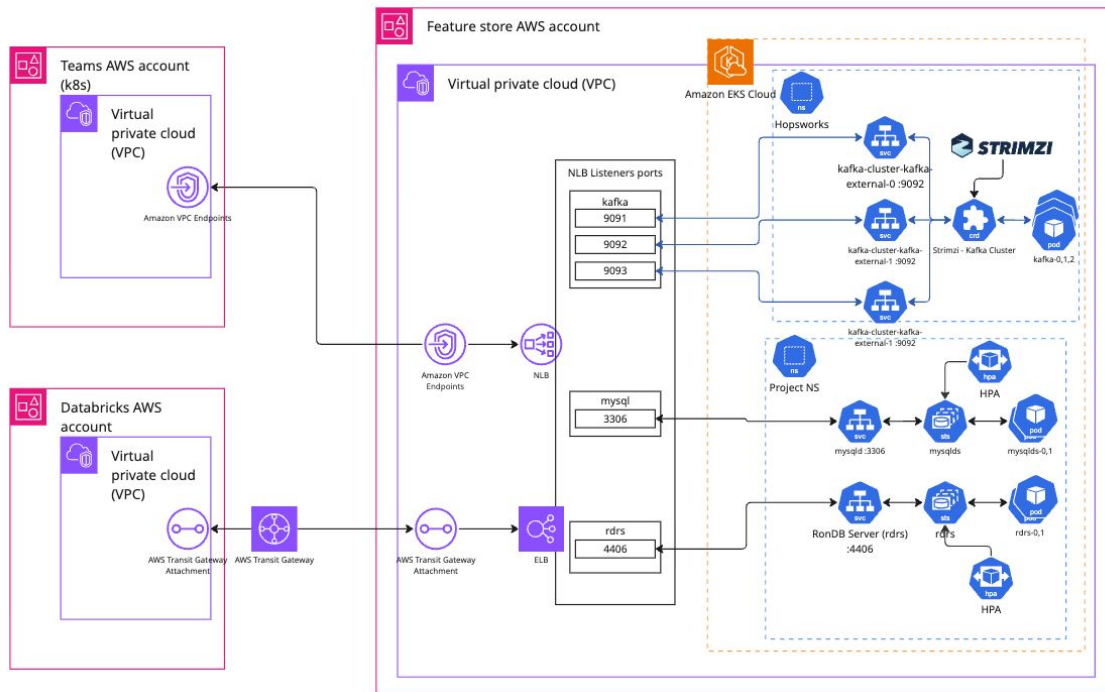 Feature store AWS account
Teams AWS account
(k8s)
Virtual
private cloud
(VPC)
Amazon VPC Endpoints
Databricks AWS
account
Virtual
private cloud
(VPC)
AWS Transit Gateway
Attachment
AWS Transit Gateway
Virtual private cloud (VPC)
Amazon VPC
Endpoints
NLB
AWS Transit Gateway
Attachment
ELB
NLB Listeners ports
kafka
9091
9092
9093
mysql
3306
rdrs
4406
Amazon EKS Cloud
ns
Hopsworks
svc
kafka-cluster-kafka-
external-0 :9092
svc
kafka-cluster-kafka-
external-1 :9092
svc
kafka-cluster-kafka-
external-1 :9092
STRIMZI
crd
Strimzi - Kafka Cluster
pod
kafka-0,1,2
ns
Project NS
hpa
HPA
svc
mysqld :3306
sts
mysqlds
pod
mysqlds-0,1
svc
RonDB Server (rdrs)
:4406
sts
rdrs
pod
rdrs-0,1
hpa
HPA